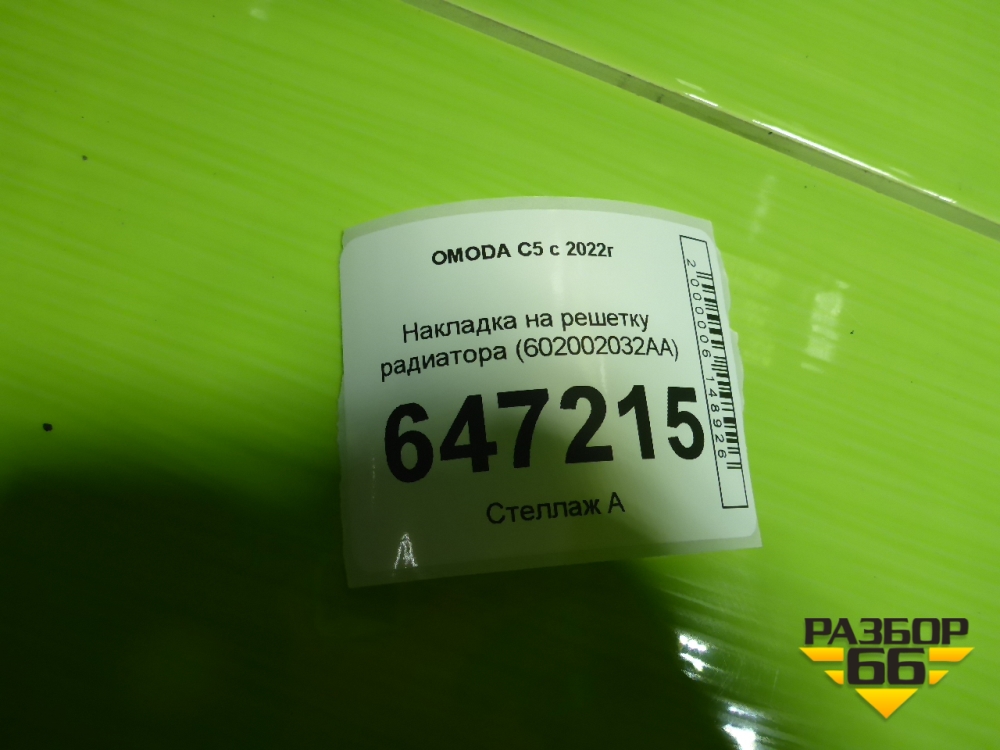 OMODA C5 с 2022г
Накладка на решетку
радиатора (602002032AA)
647215
Стеллаж А
2000006148926
РАЗБОР
66